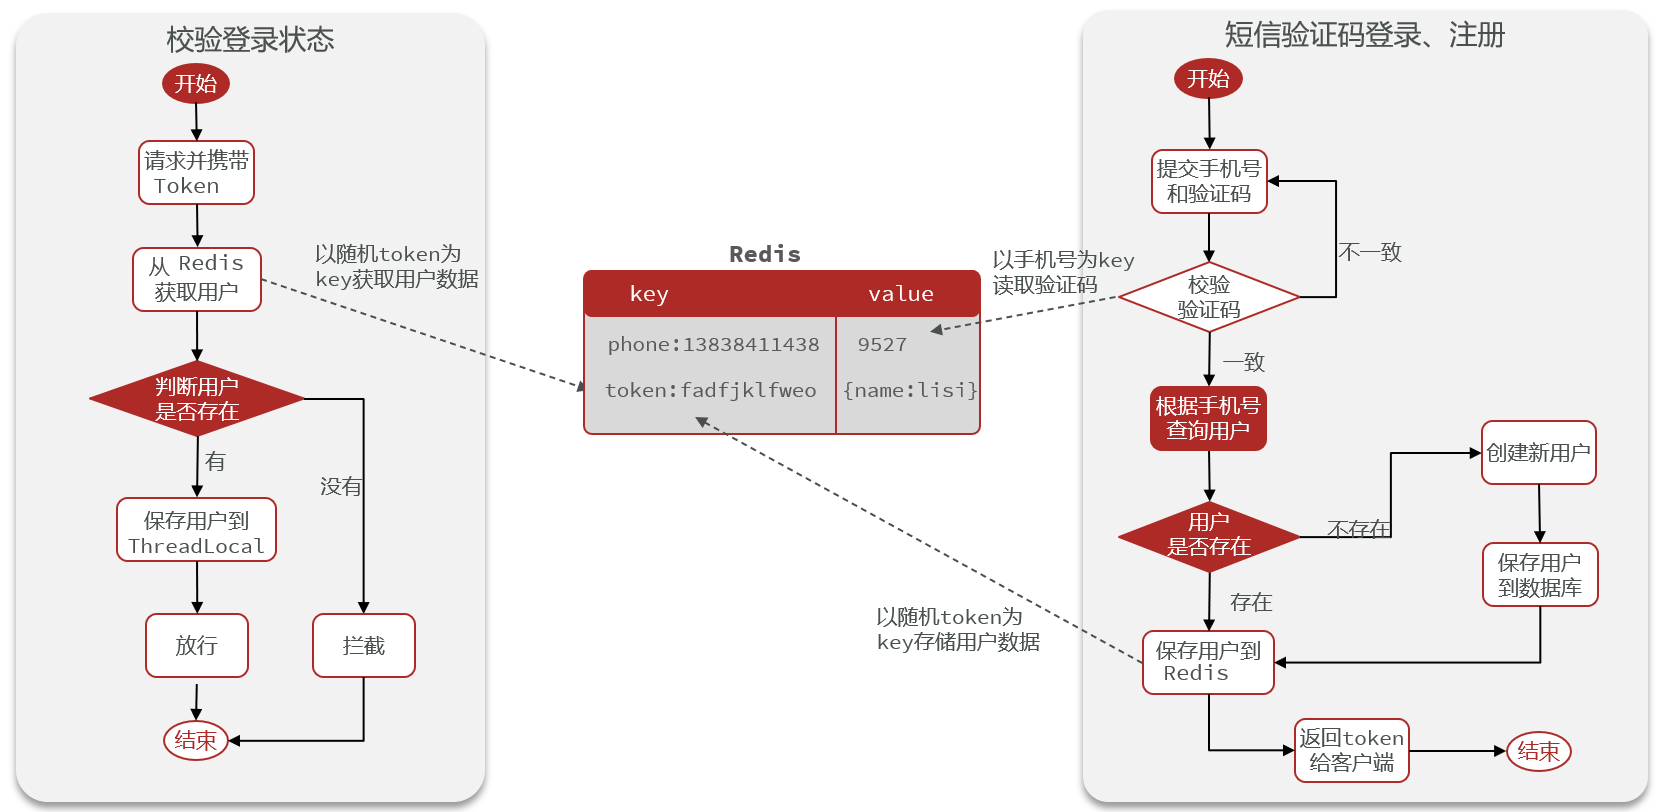 校验登录状态
开始
请求并携带
Token
从 Redis
获取用户
以随机token为
key获取用户数据
判断用户
是否存在
有
没有
保存用户到
ThreadLocal
放行
拦截
结束
Redis
key
value
phone:13838411438
9527
token:fadfjklfweo
{name:lisi}
以手机号为key
读取验证码
以随机token为
key存储用户数据
短信验证码登录、注册
开始
提交手机号
和验证码
不一致
校验
验证码
一致
根据手机号
查询用户
用户
是否存在
不存在
创建新用户
保存用户
到数据库
存在
保存用户到
Redis
返回token
给客户端
结束